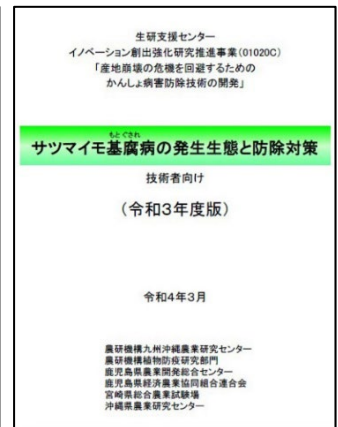 生研支援センター
イノベーション創出強化研究推進事業(01020C)
「産地崩壊の危機を回避するための
かんしょ病害防除技術の開発」
もとぐされ
サツマイモ基腐病の発生生態と防除対策
技術者向け
(令和3年度版)
令和4年3月
農研機構九州沖縄農業研究センター
農研機構植物防疫研究部門
鹿児島県農業開発総合センター
鹿児島県経済農業協同組合連合会
宮崎県総合農業試験場
沖縄県農業研究センター